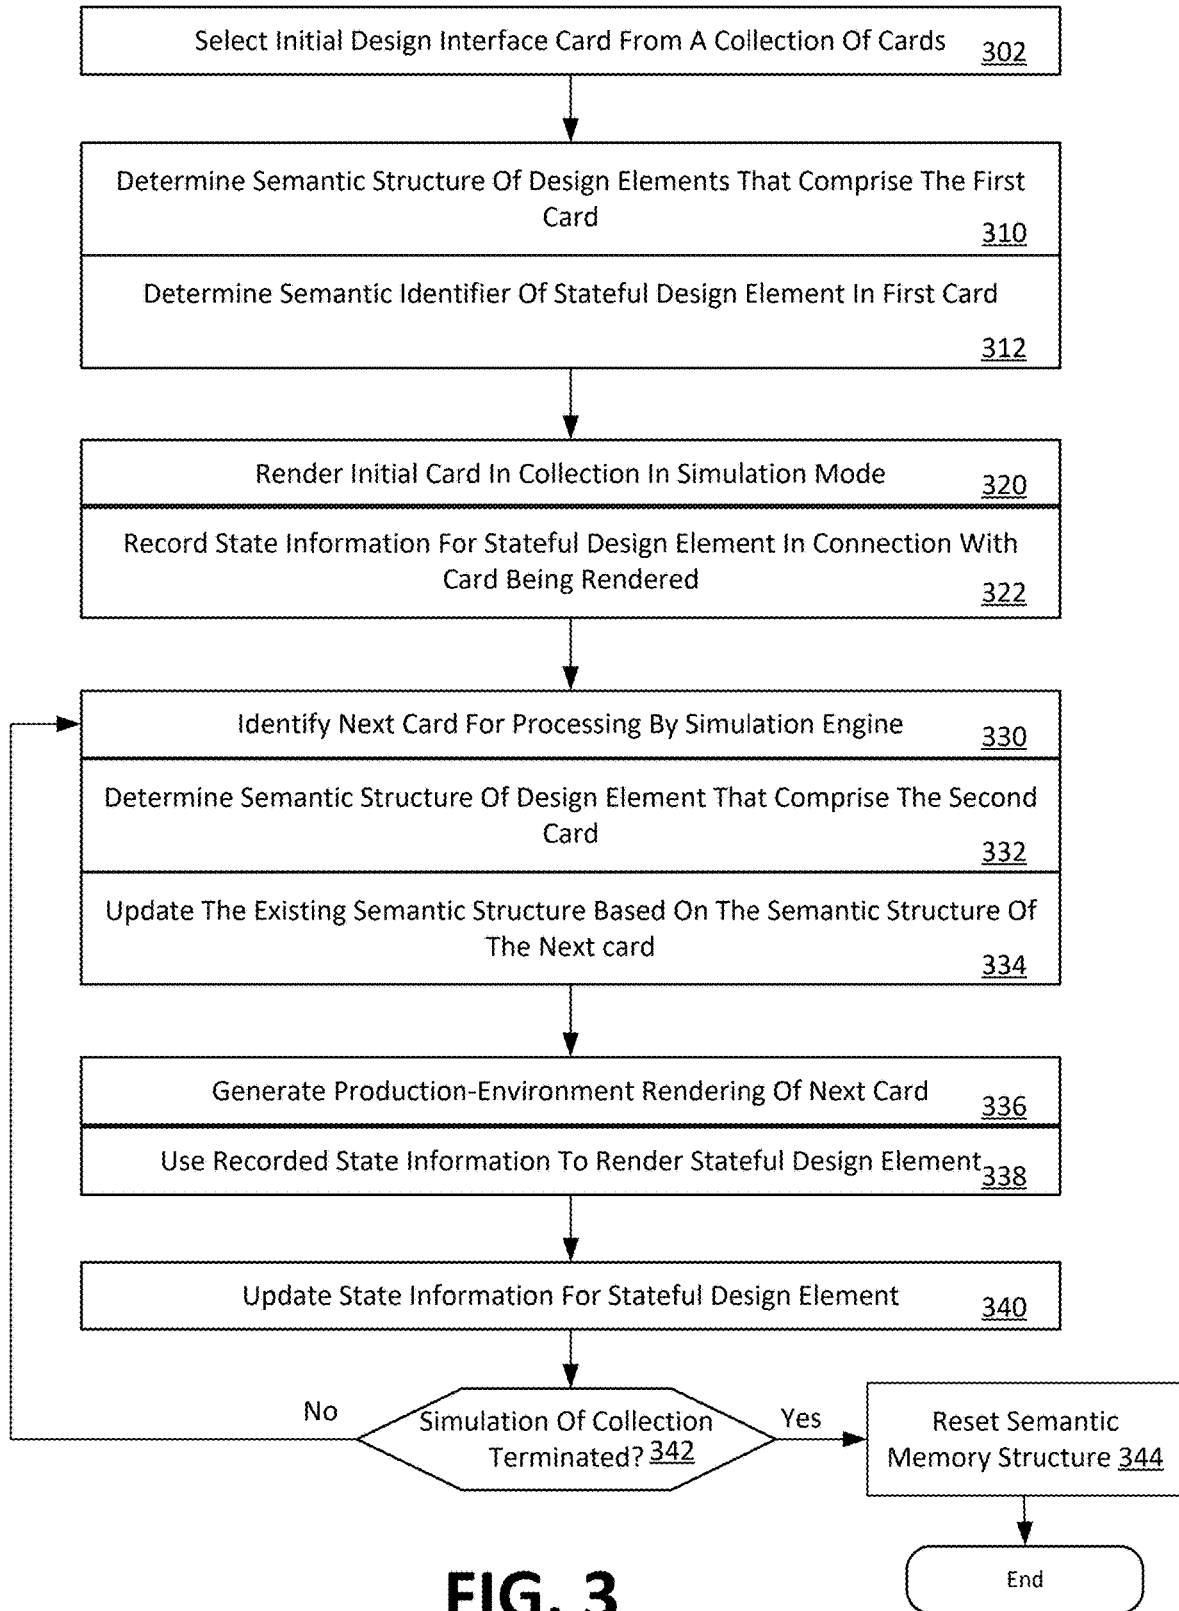 Select Initial Design Interface Card From A Collection Of Cards
302
Determine Semantic Structure Of Design Elements That Comprise The First
Card
310
Determine Semantic Identifier Of Stateful Design Element In First Card
312
Render Initial Card In Collection In Simulation Mode
320
Record State Information For Stateful Design Element In Connection With
Card Being Rendered
322
Identify Next Card For Processing By Simulation Engine
330
Determine Semantic Structure Of Design Element That Comprise The Second
Card
332
Update The Existing Semantic Structure Based On The Semantic Structure Of
The Next card
334
Generate Production-Environment Rendering Of Next Card
336
Use Recorded State Information To Render Stateful Design Element
338
Update State Information For Stateful Design Element
340
No
Simulation Of Collection
Terminated? 342
Yes
Reset Semantic
Memory Structure 344
End
FIG. 3